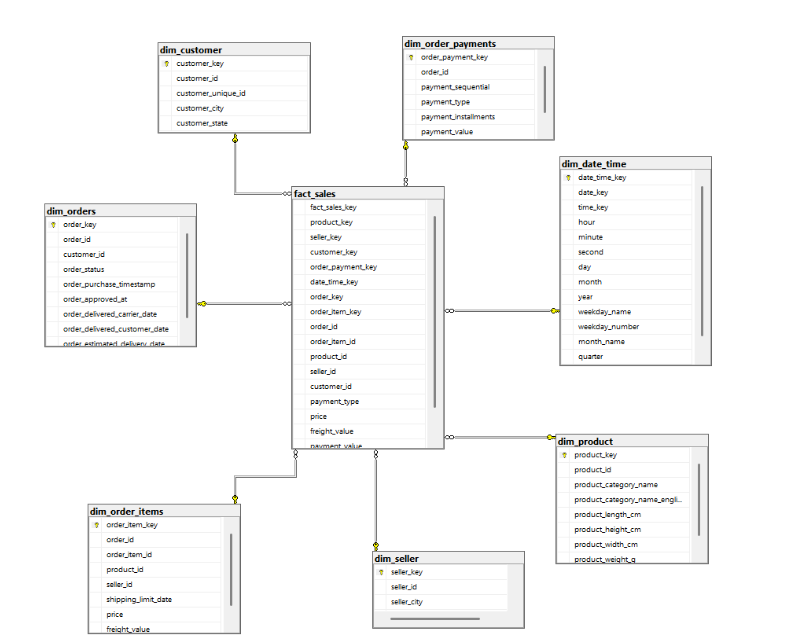 dim_customer
customer_key
customer_id
customer_unique_id
customer_city
customer_state
dim_order_payments
order_payment_key
order_id
payment_sequential
payment_type
payment_installments
payment_value
dim_date_time
date_time_key
date_key
time_key
hour
minute
second
day
month
year
weekday_name
weekday_number
month_name
quarter
dim_orders
order_key
order_id
customer_id
order_status
order_purchase_timestamp
order_approved_at
order_delivered_carrier_date
order_delivered_customer_date
order_estimated_delivery_date
fact_sales
fact_sales_key
product_key
seller_key
customer_key
order_payment_key
date_time_key
order_key
order_item_key
order_id
order_item_id
product_id
seller_id
customer_id
payment_type
price
freight_value
payment_value
dim_product
product_key
product_id
product_category_name
product_category_name_engli...
product_length_cm
product_height_cm
product_width_cm
product_weight_g
dim_order_items
order_item_key
order_id
order_item_id
product_id
seller_id
shipping_limit_date
price
freight_value
dim_seller
seller_key
seller_id
seller_city